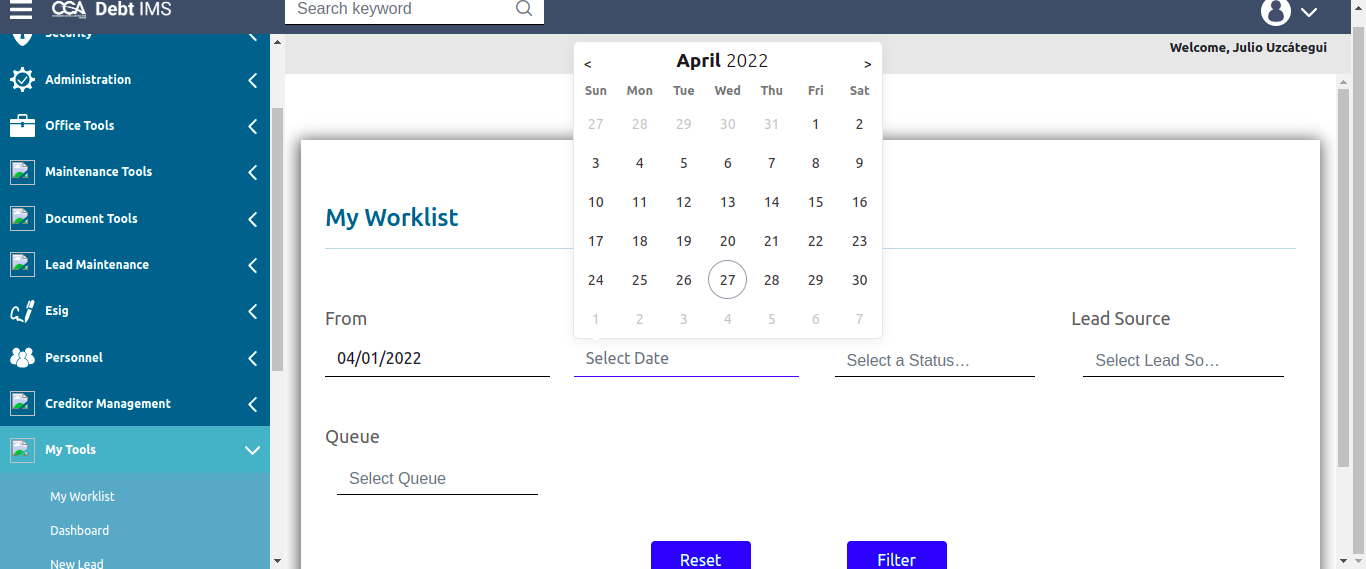 CGA Debt IMS
Search keyword
Welcome, Julio Uzcátegui
Security
Administration
Office Tools
Maintenance Tools
Document Tools
Lead Maintenance
Esig
Personnel
Creditor Management
My Tools
My Worklist
Dashboard
New Lead
< April 2022 >
Sun Mon Tue Wed Thu Fri Sat
27 28 29 30 31 1 2
3 4 5 6 7 8 9
10 11 12 13 14 15 16
17 18 19 20 21 22 23
24 25 26 27 28 29 30
1 2 3 4 5 6 7
My Worklist
From
Lead Source
04/01/2022
Select Date
Select a Status...
Select Lead So...
Queue
Select Queue
Reset
Filter